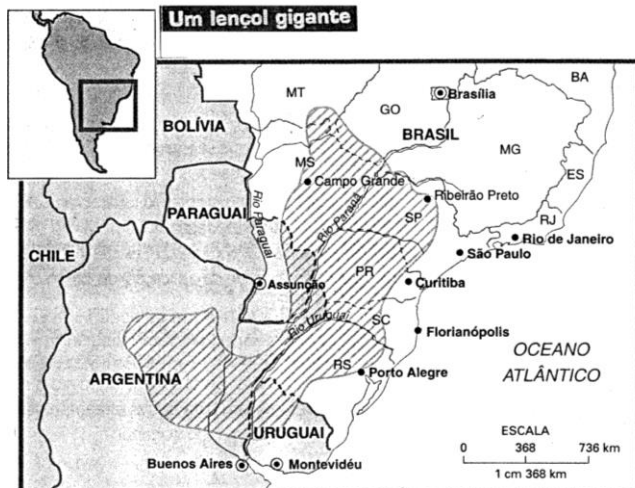 Um lençol gigante
BA
MT
GO
Brasília
BRASIL
BOLÍVIA
MG
MS
ES
Campo Grande
Ribeirão Preto
PARAGUAI
Rio Paraguai
Rio Paraná
SP
RJ
Rio de Janeiro
CHILE
São Paulo
PR
Assunção
Curitiba
Rio Uruguai
SC
Florianópolis
OCEANO
ATLÂNTICO
ARGENTINA
RS
Porto Alegre
URUGUAI
ESCALA
0 368 736 km
1 cm 368 km
Buenos Aires
Montevidéu